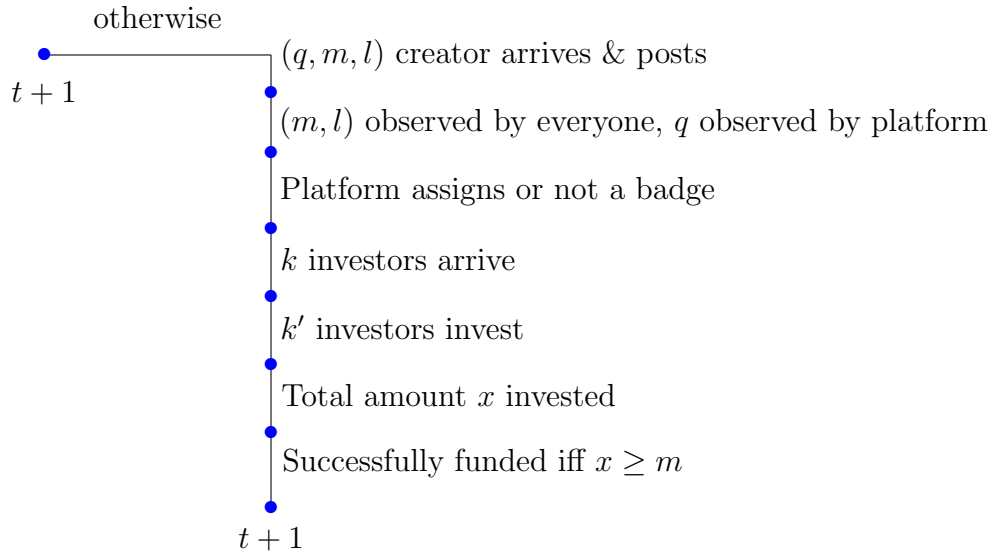 otherwise
(q, m, l) creator arrives & posts
t + 1
(m, l) observed by everyone, q observed by platform
Platform assigns or not a badge
k investors arrive
k′ investors invest
Total amount x invested
Successfully funded iff x ≥ m
t + 1